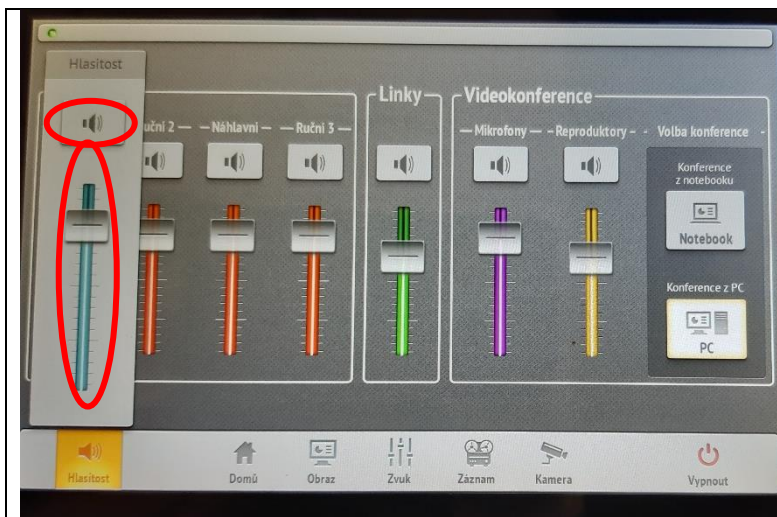 Hlasitost
Linky
Videokonference
uční 2
Náhlavní
Ruční 3
Mikrofony
Reproduktory
Volba konference
Konference
z notebooku
Notebook
Konference z PC
PC
Hlasitost
Domů
Obraz
Zvuk
Záznam
Kamera
Vypnout